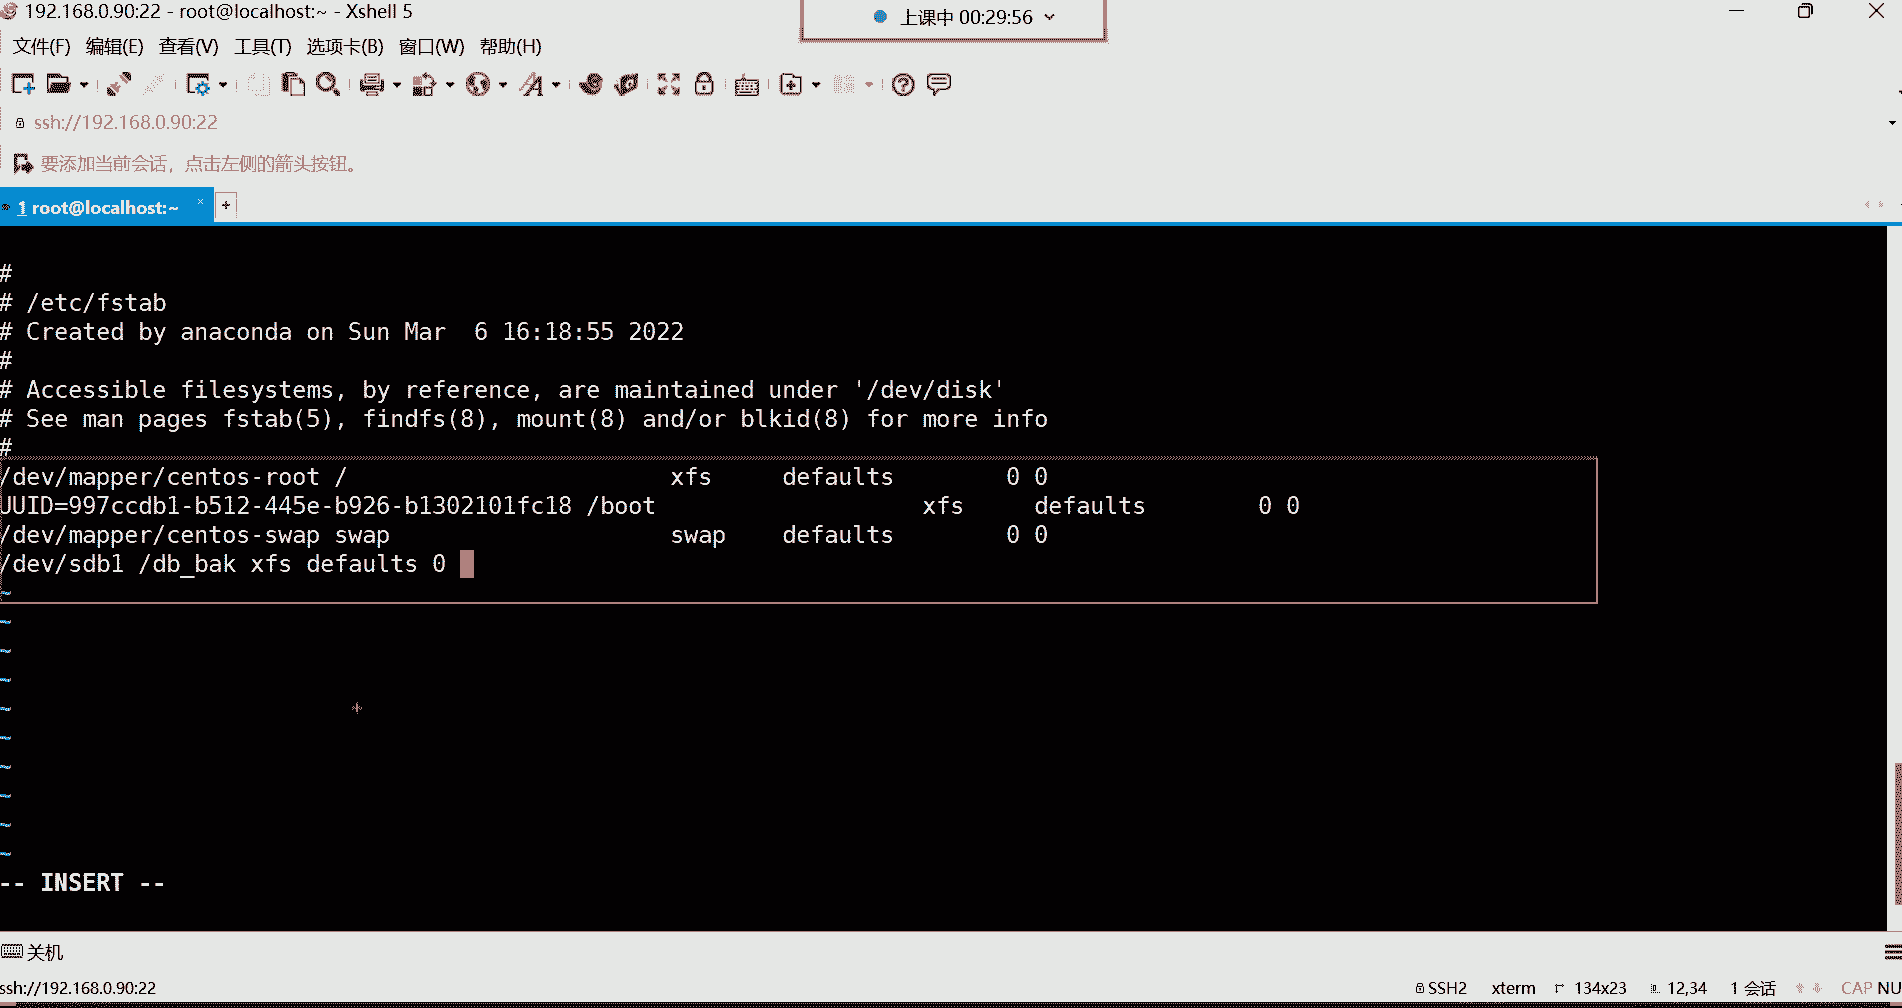 192.168.0.90:22 - root@localhost:~ - Xshell 5
上课中 00:29:56
文件(F) 编辑(E) 查看(V) 工具(T) 选项卡(B) 窗口(W) 帮助(H)
ssh://192.168.0.90:22
要添加当前会话，点击左侧的箭头按钮。
1 root@localhost:~ × +
#
# /etc/fstab
# Created by anaconda on Sun Mar  6 16:18:55 2022
#
# Accessible filesystems, by reference, are maintained under '/dev/disk'
# See man pages fstab(5), findfs(8), mount(8) and/or blkid(8) for more info
#
/dev/mapper/centos-root / xfs defaults 0 0
UUID=997ccdb1-b512-445e-b926-b1302101fc18 /boot xfs defaults 0 0
/dev/mapper/centos-swap swap swap defaults 0 0
/dev/sdb1 /db_bak xfs defaults 0
~
~
~
~
~
~
~
~
~
~
-- INSERT --
关机
ssh://192.168.0.90:22 SSH2 xterm 134x23 12,34 1 会话 CAP NU